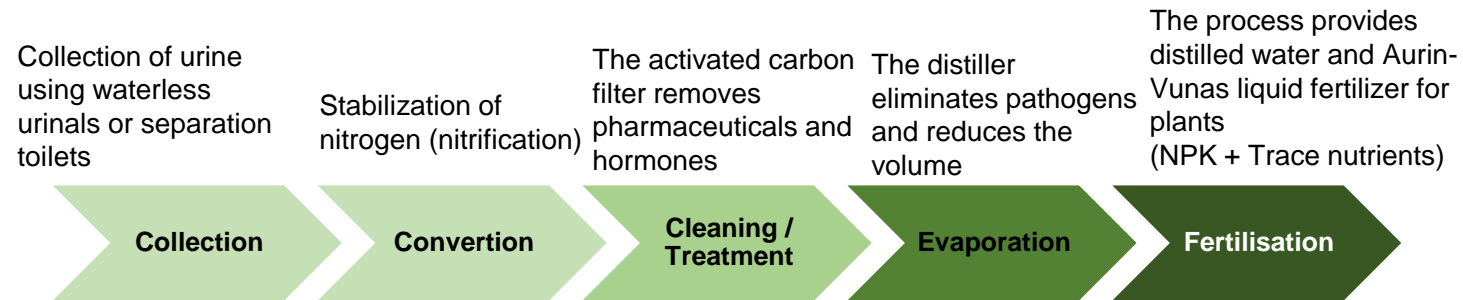 Collection of urine
using waterless
urinals or separation
toilets
Stabilization of
nitrogen (nitrification)
The activated carbon
filter removes
pharmaceuticals and
hormones
The distiller
eliminates pathogens
and reduces the
volume
The process provides
distilled water and Aurin-
Vunas liquid fertilizer for
plants
(NPK + Trace nutrients)
Collection
Convertion
Cleaning /
Treatment
Evaporation
Fertilisation